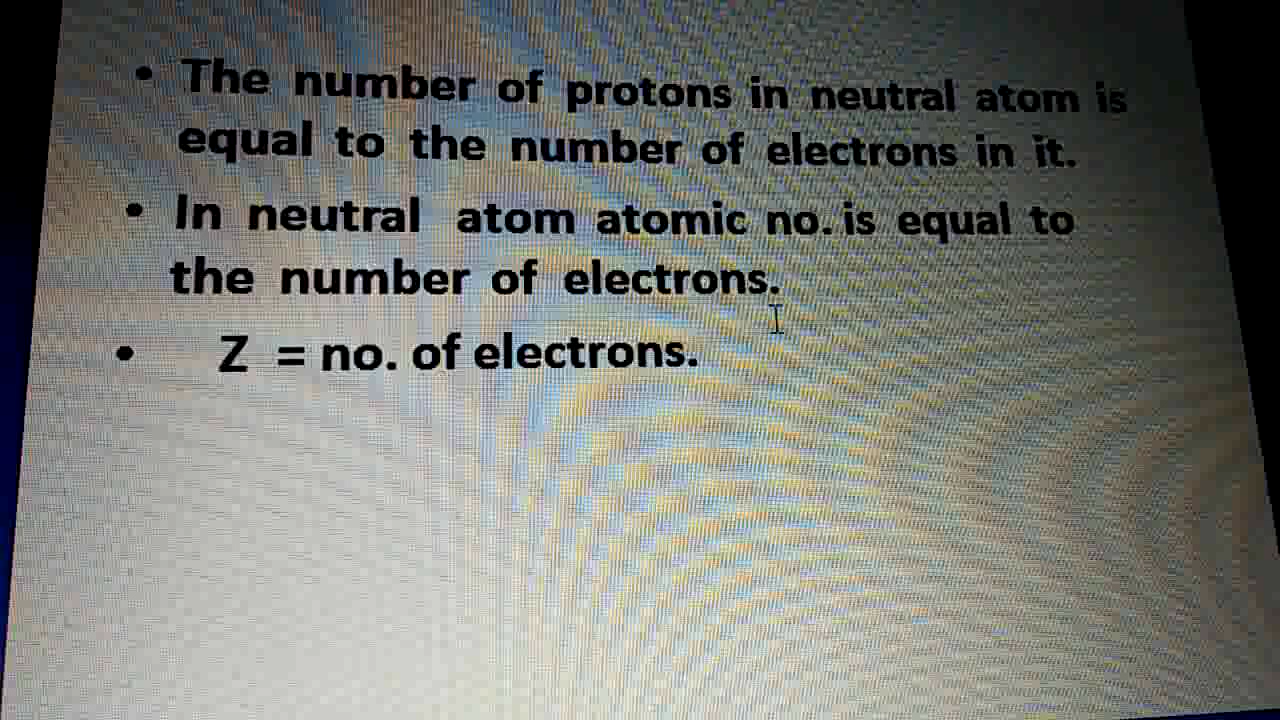 • The number of protons in neutral atom is
equal to the number of electrons in it.
• In neutral atom atomic no. is equal to
the number of electrons.
• Z = no. of electrons.